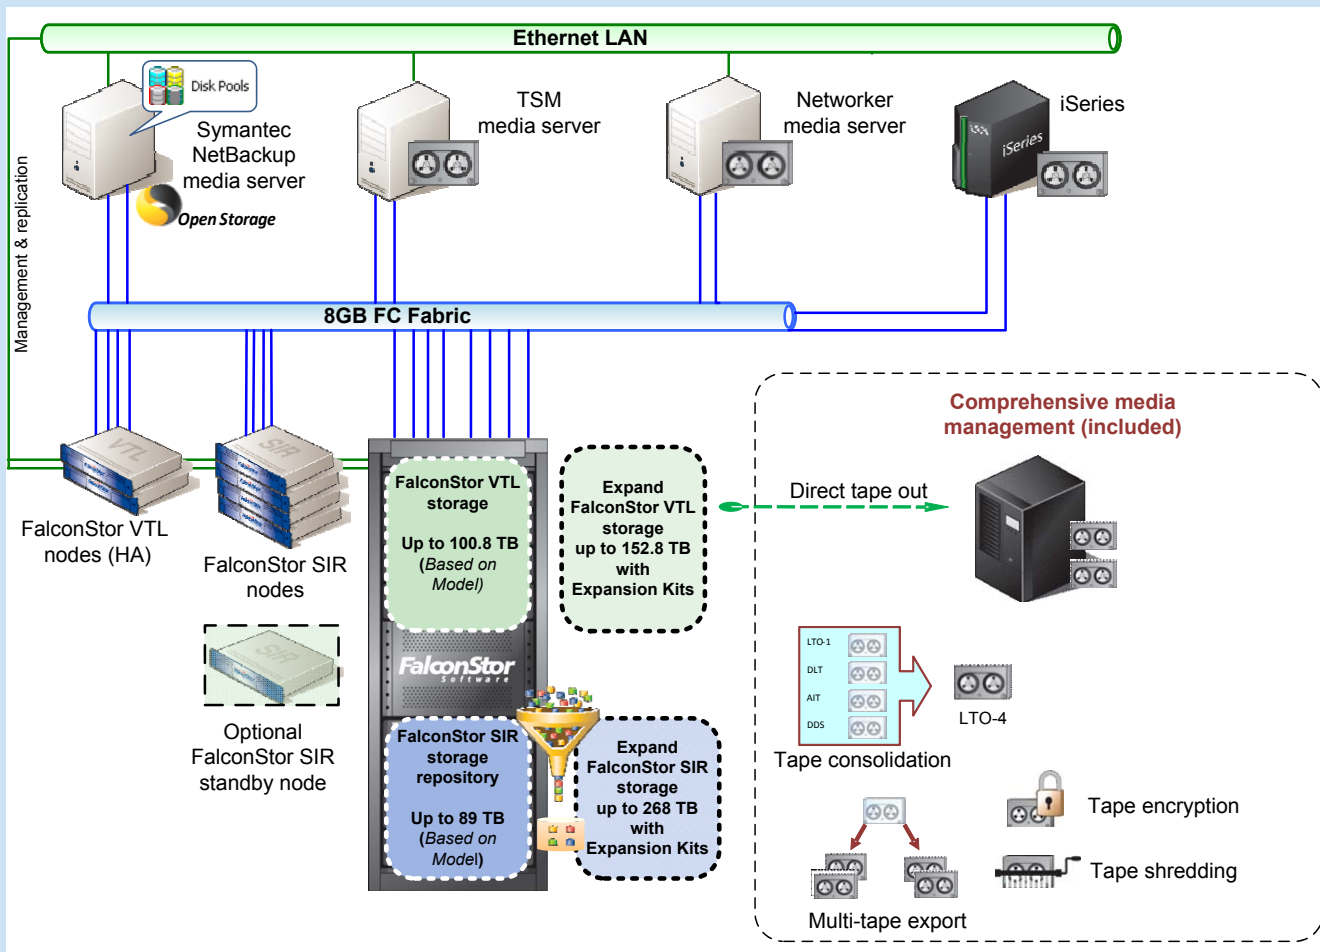 Ethernet LAN
Disk Pools
Symantec
NetBackup
media server
Open Storage
TSM
media server
Networker
media server
iSeries
iSeries
Management & replication
8GB FC Fabric
VTL
SIR
FalconStor VTL
nodes (HA)
FalconStor SIR
nodes
SIR
Optional
FalconStor SIR
standby node
FalconStor VTL
storage
Up to 100.8 TB
(Based on
Model)
Expand
FalconStor VTL
storage
up to 152.8 TB
with
Expansion Kits
FalconStor
Software
FalconStor SIR
storage
repository
Up to 89 TB
(Based on
Model)
Expand
FalconStor SIR
storage
up to 268 TB
with
Expansion Kits
Comprehensive media
management (included)
Direct tape out
LTO-1
DLT
AIT
DDS
LTO-4
Tape consolidation
Tape encryption
Tape shredding
Multi-tape export